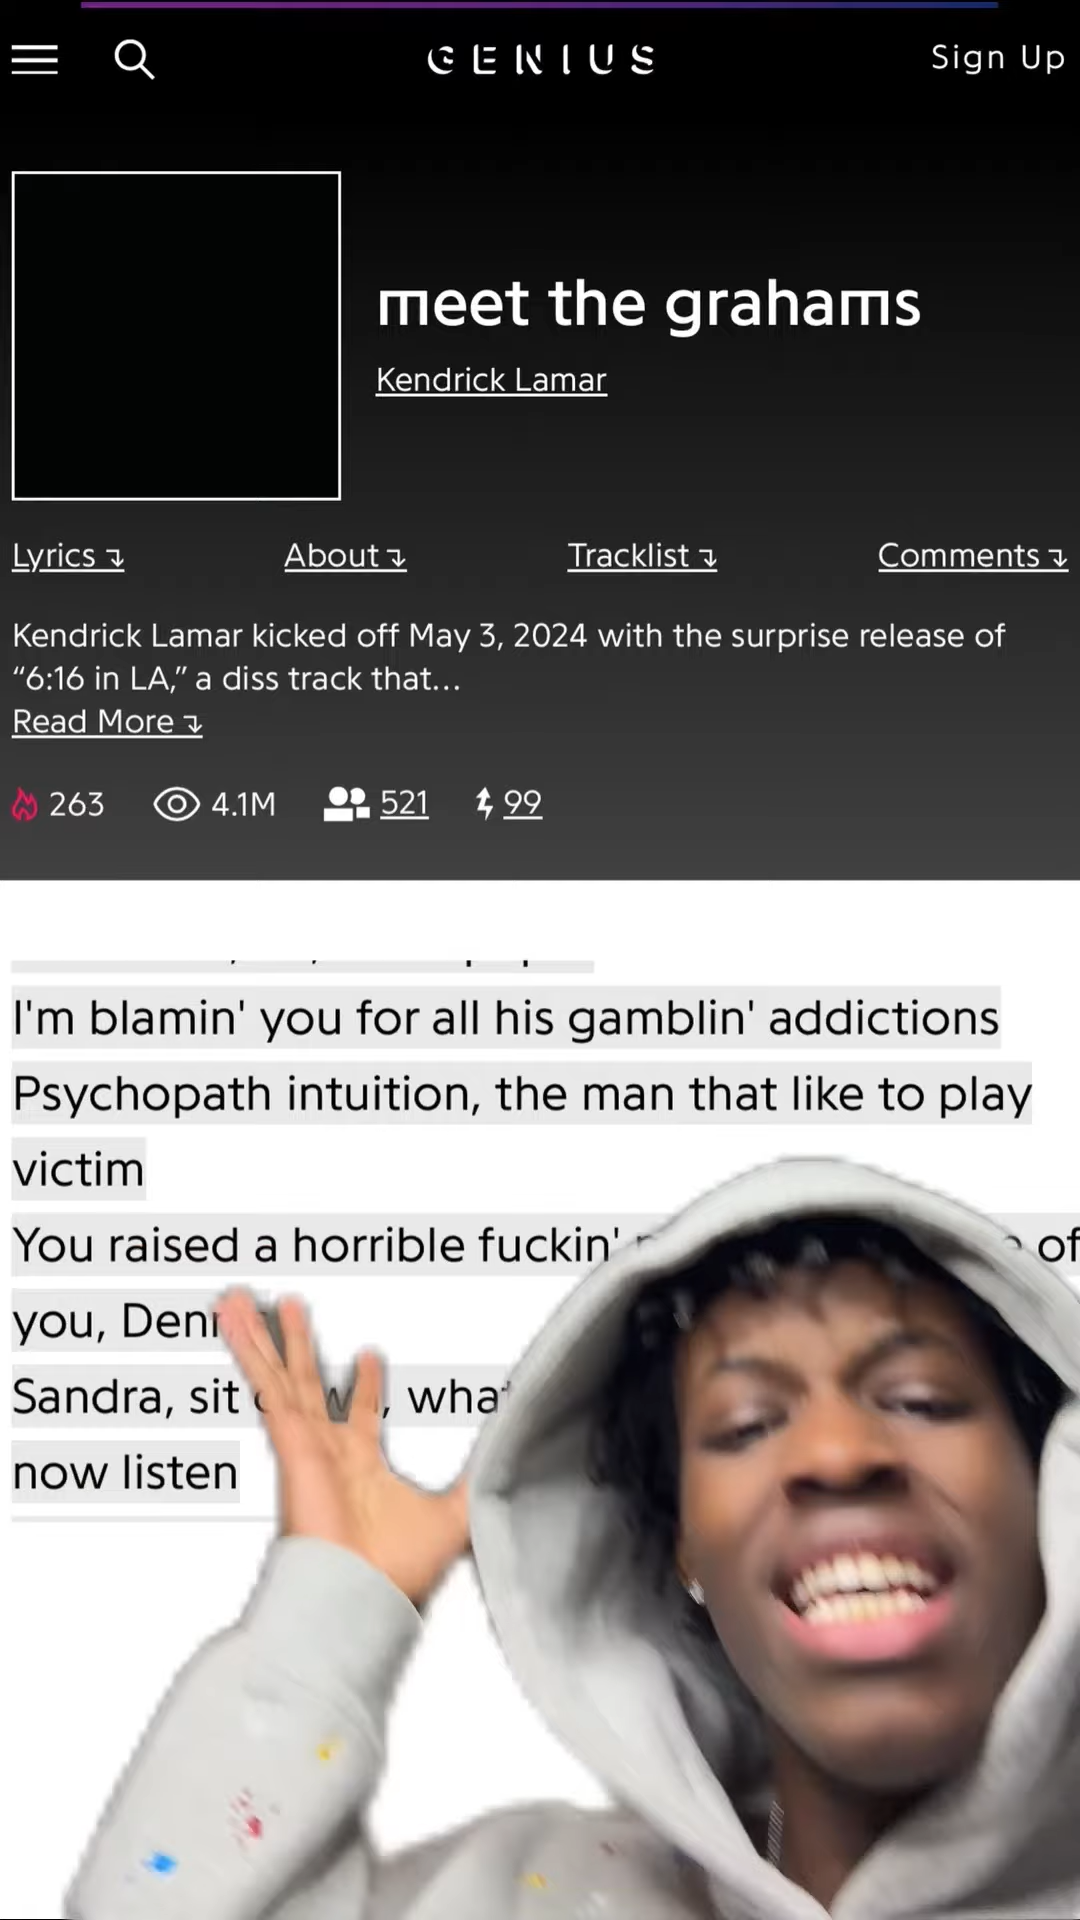 GENIUS
Sign Up
meet the grahams
Kendrick Lamar
Lyrics
About
Tracklist
Comments
Kendrick Lamar kicked off May 3, 2024 with the surprise release of
“6:16 in LA,” a diss track that...
Read More
263
4.1M
521
99
I'm blamin' you for all his gamblin' addictions
Psychopath intuition, the man that like to play
victim
You raised a horrible fuckin' of
you,
Sandra, sit
now listen